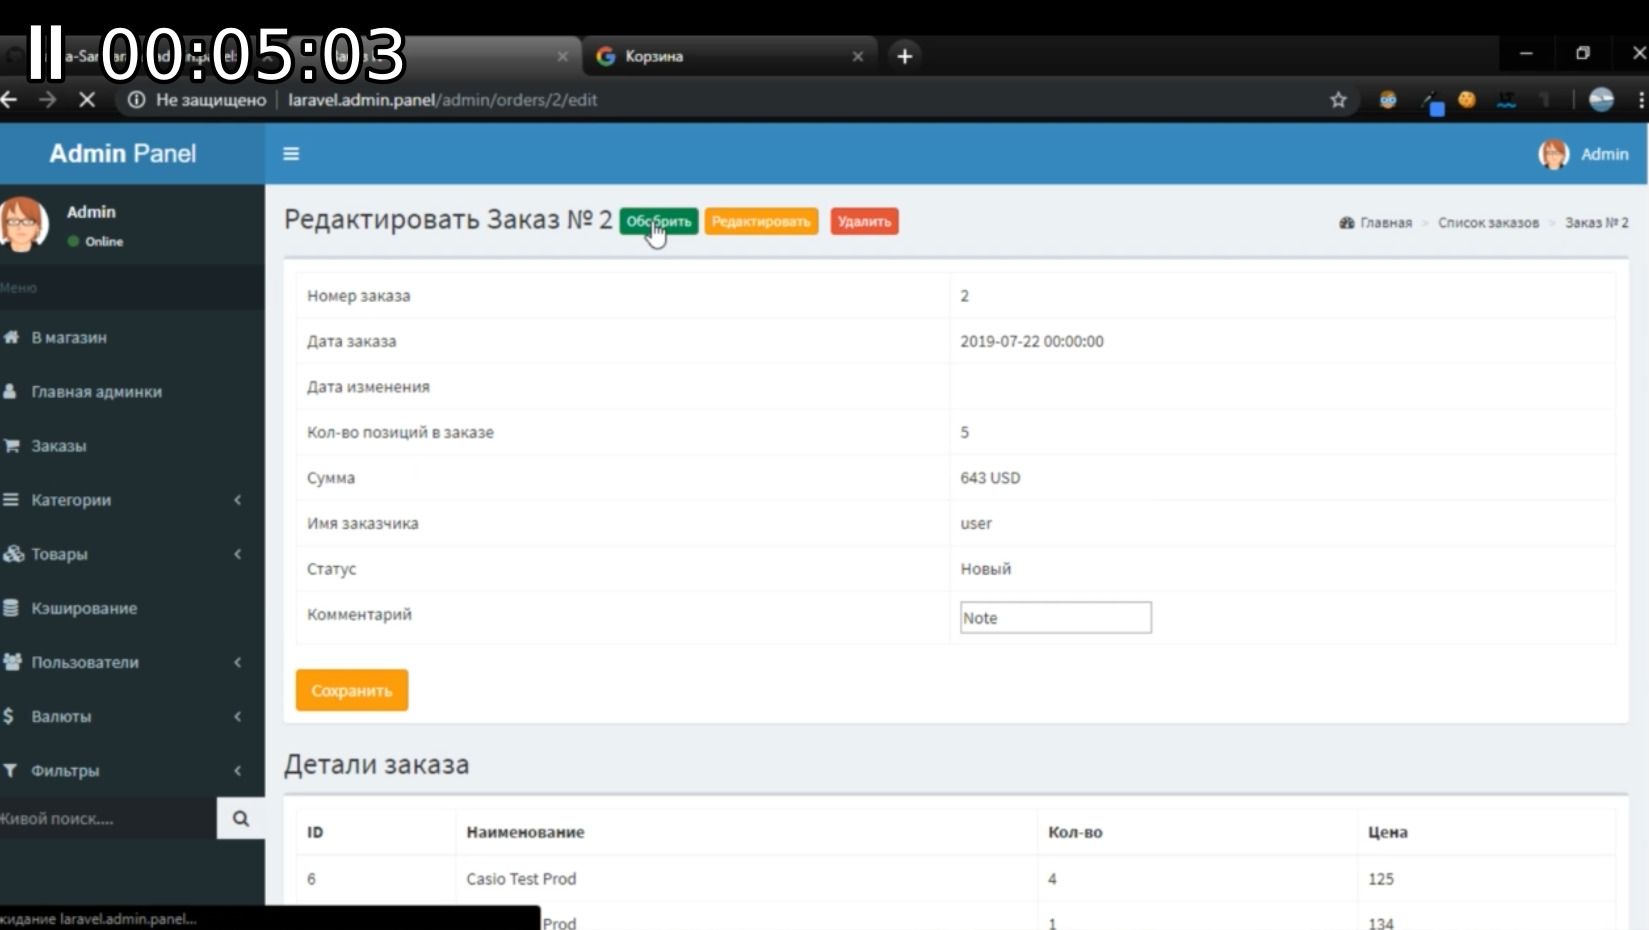 00:05:03
Корзина
Не защищено laravel.admin.panel/admin/orders/2/edit
Admin Panel
Admin
Admin
Online
Меню
В магазин
Главная админки
Заказы
Категории
Товары
Кэширование
Пользователи
Валюты
Фильтры
Живой поиск....
Редактировать Заказ № 2 Одобрить Редактировать Удалить
Главная > Список заказов > Заказ № 2
Номер заказа 2
Дата заказа 2019-07-22 00:00:00
Дата изменения
Кол-во позиций в заказе 5
Сумма 643 USD
Имя заказчика user
Статус Новый
Комментарий Note
Сохранить
Детали заказа
ID Наименование Кол-во Цена
6 Casio Test Prod 4 125
Prod 1 134
жидание laravel.admin.panel...